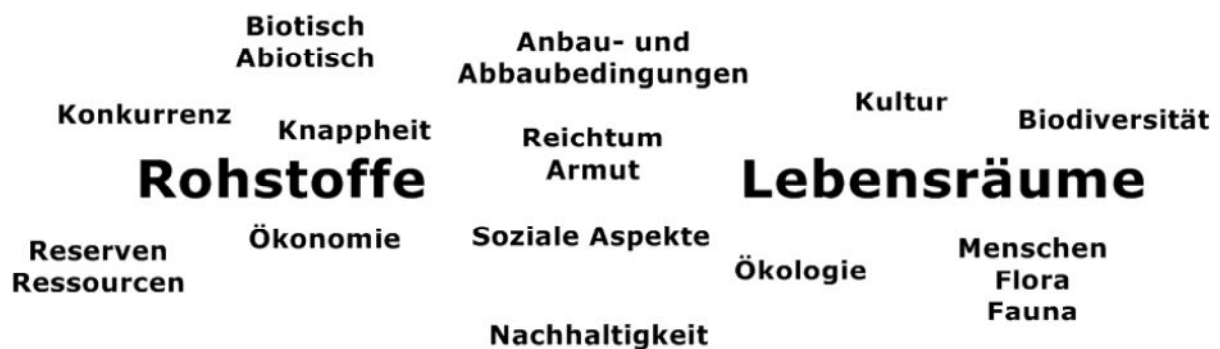 Biotisch
Abiotisch
Anbau- und
Abbaubedingungen
Konkurrenz
Knappheit
Reichtum
Armut
Kultur
Biodiversität
Rohstoffe
Lebensräume
Reserven
Ressourcen
Ökonomie
Soziale Aspekte
Ökologie
Menschen
Flora
Fauna
Nachhaltigkeit